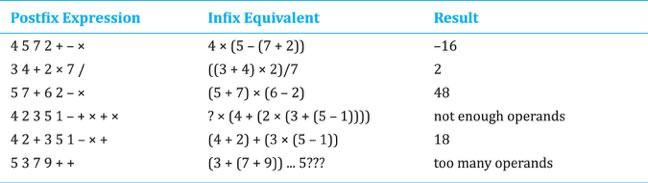 Postfix Expression Infix Equivalent Result
4 5 7 2 + – × 4 × (5 – (7 + 2)) –16
3 4 + 2 × 7 / ((3 + 4) × 2)/7 2
5 7 + 6 2 – × (5 + 7) × (6 – 2) 48
4 2 3 5 1 – + × + × ? × (4 + (2 × (3 + (5 – 1)))) not enough operands
4 2 + 3 5 1 – × + (4 + 2) + (3 × (5 – 1)) 18
5 3 7 9 + + (3 + (7 + 9)) ... 5??? too many operands